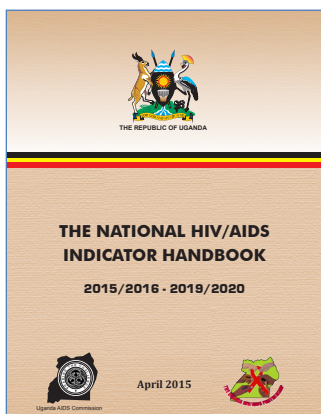 THE REPUBLIC OF UGANDA
THE NATIONAL HIV/AIDS
INDICATOR HANDBOOK
2015/2016 - 2019/2020
April 2015
Uganda AIDS Commission